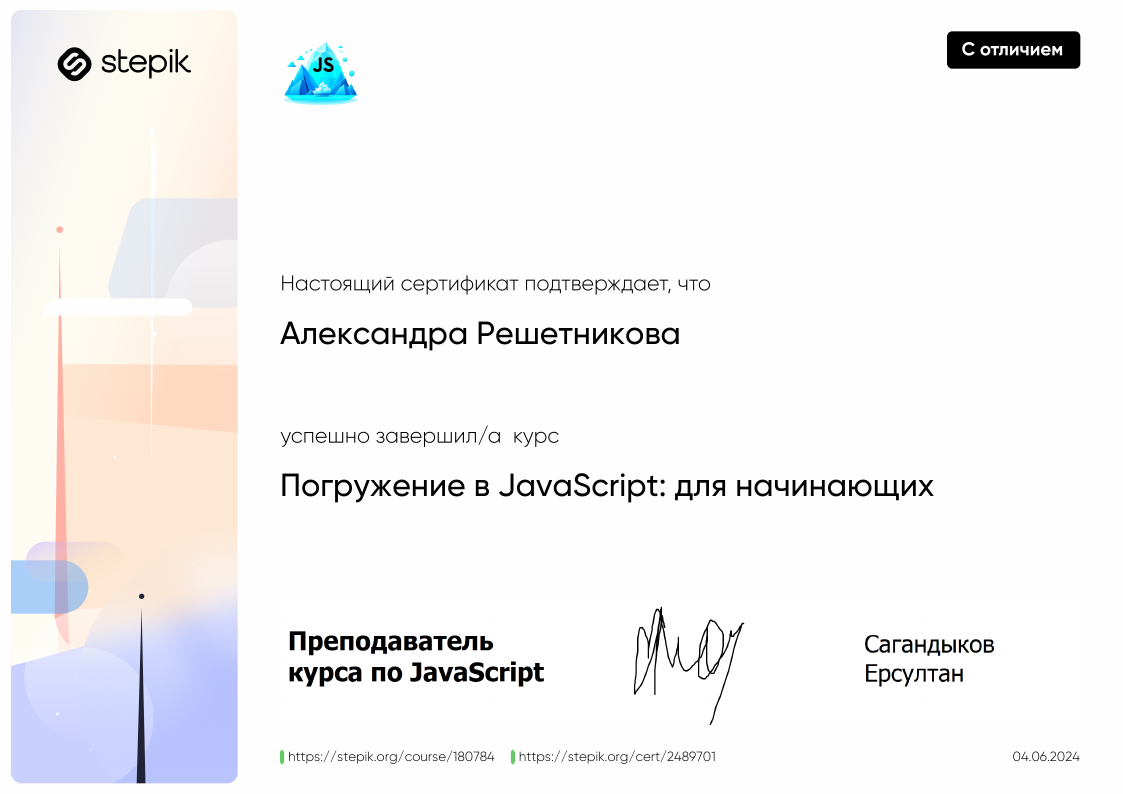 stepik
JS
С отличием
Настоящий сертификат подтверждает, что
Александра Решетникова
успешно завершил/а курс
Погружение в JavaScript: для начинающих
Преподаватель
курса по JavaScript
Сагандыков
Ерсултан
https://stepik.org/course/180784
https://stepik.org/cert/2489701
04.06.2024